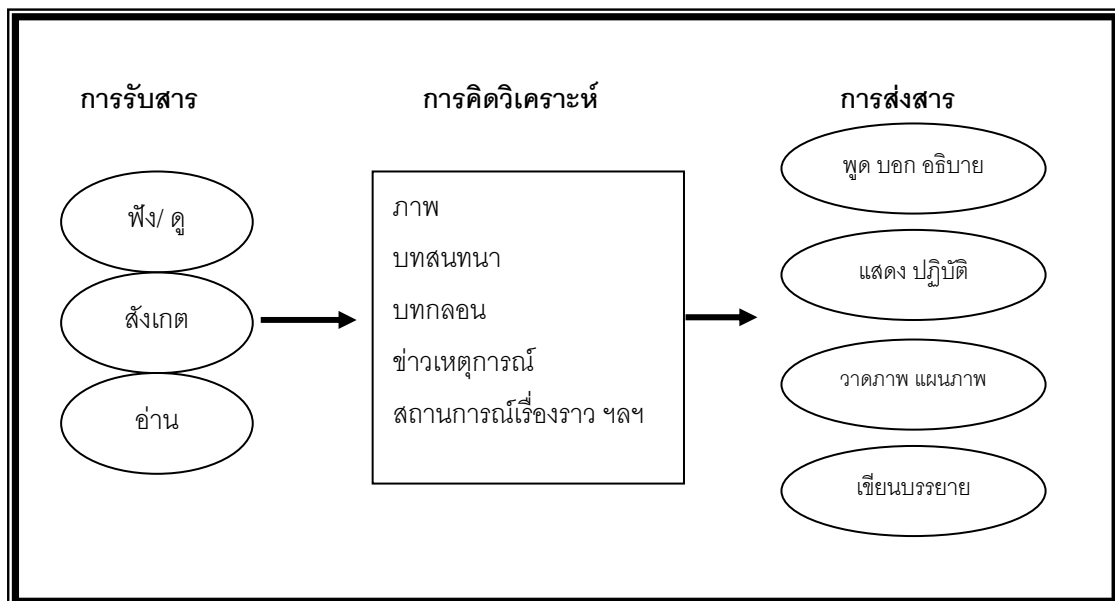 การรับสาร
ฟัง/ ดู
สังเกต
อ่าน
การคิดวิเคราะห์
ภาพ
บทสนทนา
บทกลอน
ข่าวเหตุการณ์
สถานการณ์เรื่องราว ฯลฯ
การส่งสาร
พูด บอก อธิบาย
แสดง ปฏิบัติ
วาดภาพ แผนภาพ
เขียนบรรยาย